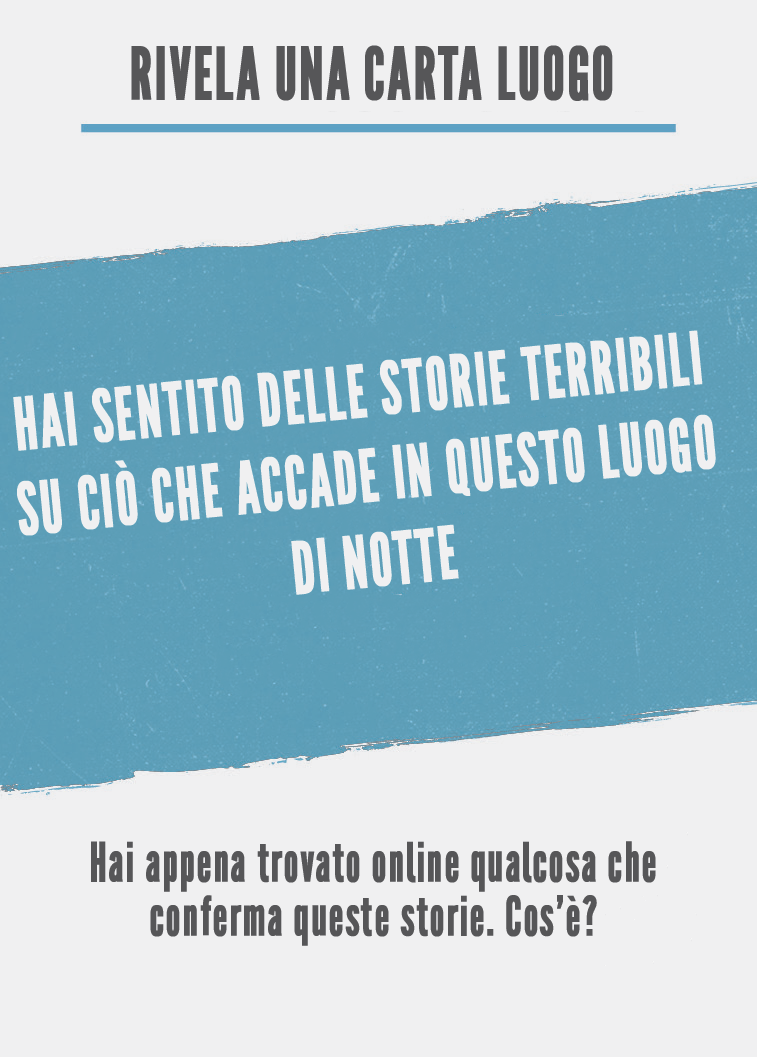 RIVELA UNA CARTA LUOGO
HAI SENTITO DELLE STORIE TERRIBILI
SU CIÒ CHE ACCADE IN QUESTO LUOGO
DI NOTTE
Hai appena trovato online qualcosa che
conferma queste storie. Cos'è?